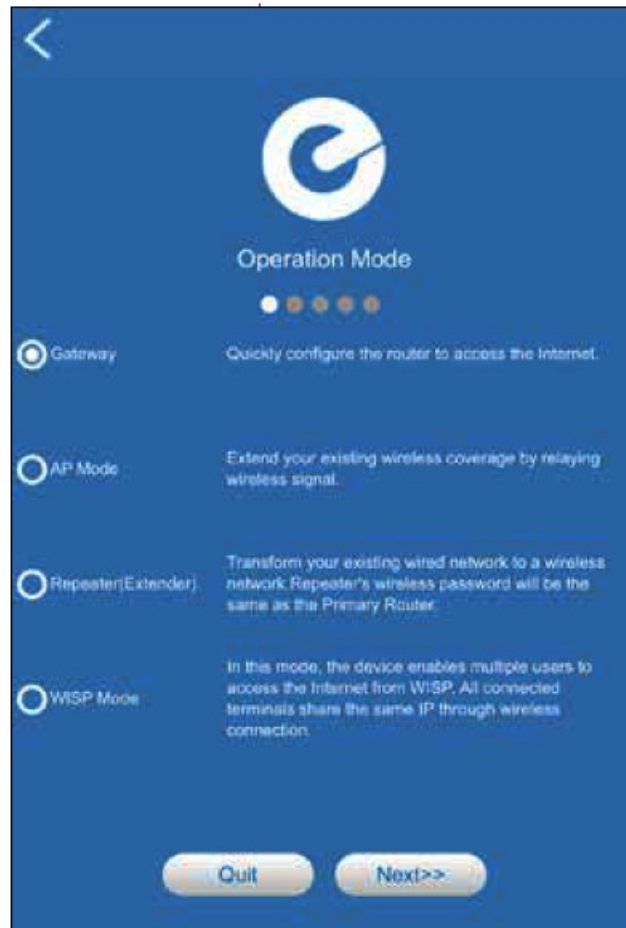 Operation Mode
Gateway
Quickly configure the router to access the Internet.
AP Mode
Extend your existing wireless coverage by relaying
wireless signal.
Repeater(Extender)
Transform your existing wired network to a wireless
network.Repeater's wireless password will be the
same as the Primary Router.
WISP Mode
In this mode, the device enables multiple users to
access the Internet from WISP. All connected
terminals share the same IP through wireless
connection.
Quit
Next>>